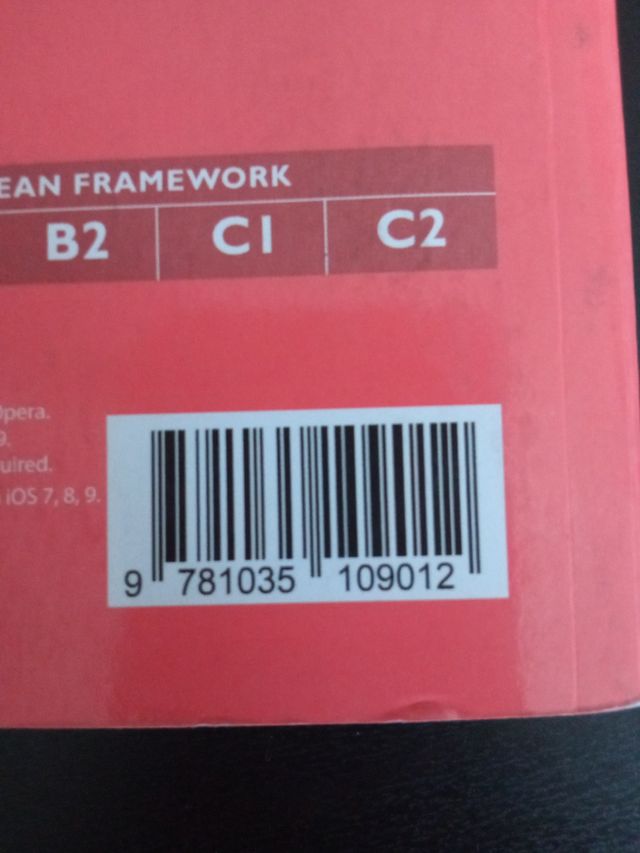 EAN FRAMEWORK
B2 C1 C2
Opera.
9.
uired.
iOS 7, 8, 9.
9 781035 109012